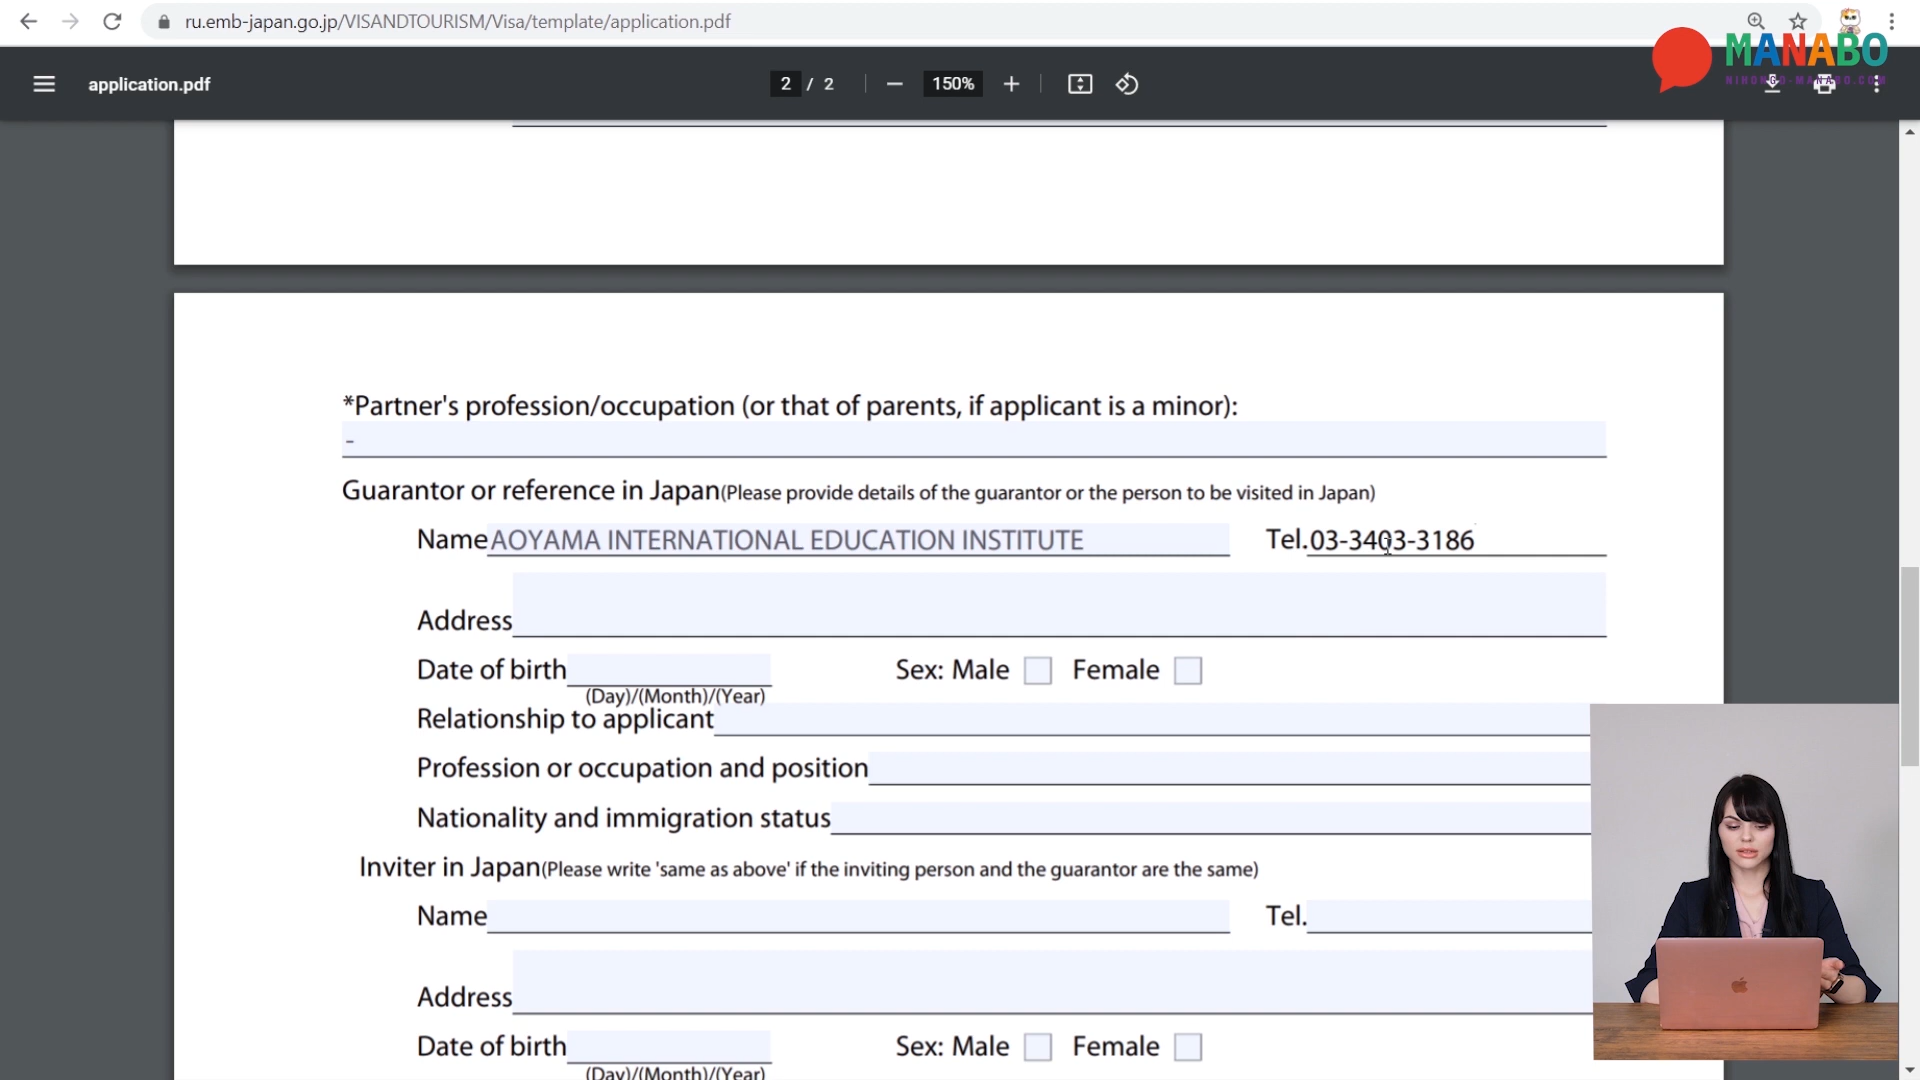 ru.emb-japan.go.jp/VISANDTOURISM/Visa/template/application.pdf
MANABO
NIHONGO-MANABO.COM
application.pdf
2 / 2
150%
*Partner's profession/occupation (or that of parents, if applicant is a minor):
-
Guarantor or reference in Japan(Please provide details of the guarantor or the person to be visited in Japan)
Name AOYAMA INTERNATIONAL EDUCATION INSTITUTE Tel.03-3403-3186
Address
Date of birth Sex: Male Female
(Day)/(Month)/(Year)
Relationship to applicant
Profession or occupation and position
Nationality and immigration status
Inviter in Japan(Please write 'same as above' if the inviting person and the guarantor are the same)
Name Tel.
Address
Date of birth Sex: Male Female
(Day)/(Month)/(Year)